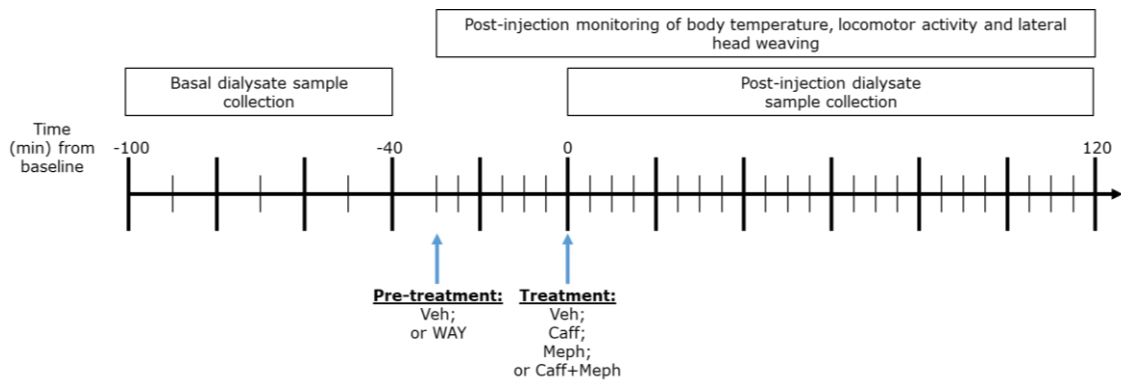 Post-injection monitoring of body temperature, locomotor activity and lateral
head weaving
Basal dialysate sample
collection
Post-injection dialysate
sample collection
Time
(min) from
baseline
-100
-40
0
120
Pre-treatment:
Veh;
or WAY
Treatment:
Veh;
Caff;
Meph;
or Caff+Meph